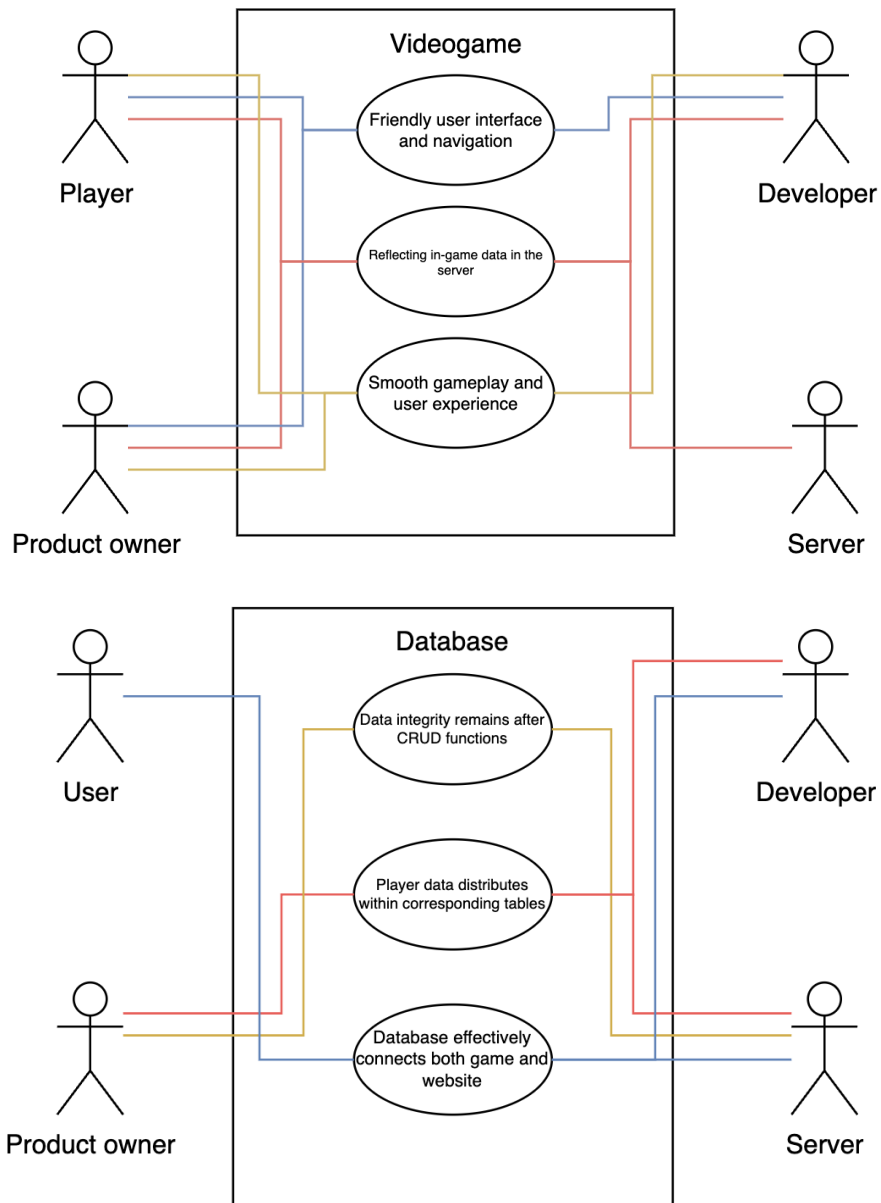 Videogame
Friendly user interface
and navigation
Player
Developer
Reflecting in-game data in the
server
Smooth gameplay and
user experience
Product owner
Server
Database
Data integrity remains after
CRUD functions
User
Developer
Player data distributes
within corresponding tables
Database effectively
connects both game and
website
Product owner
Server